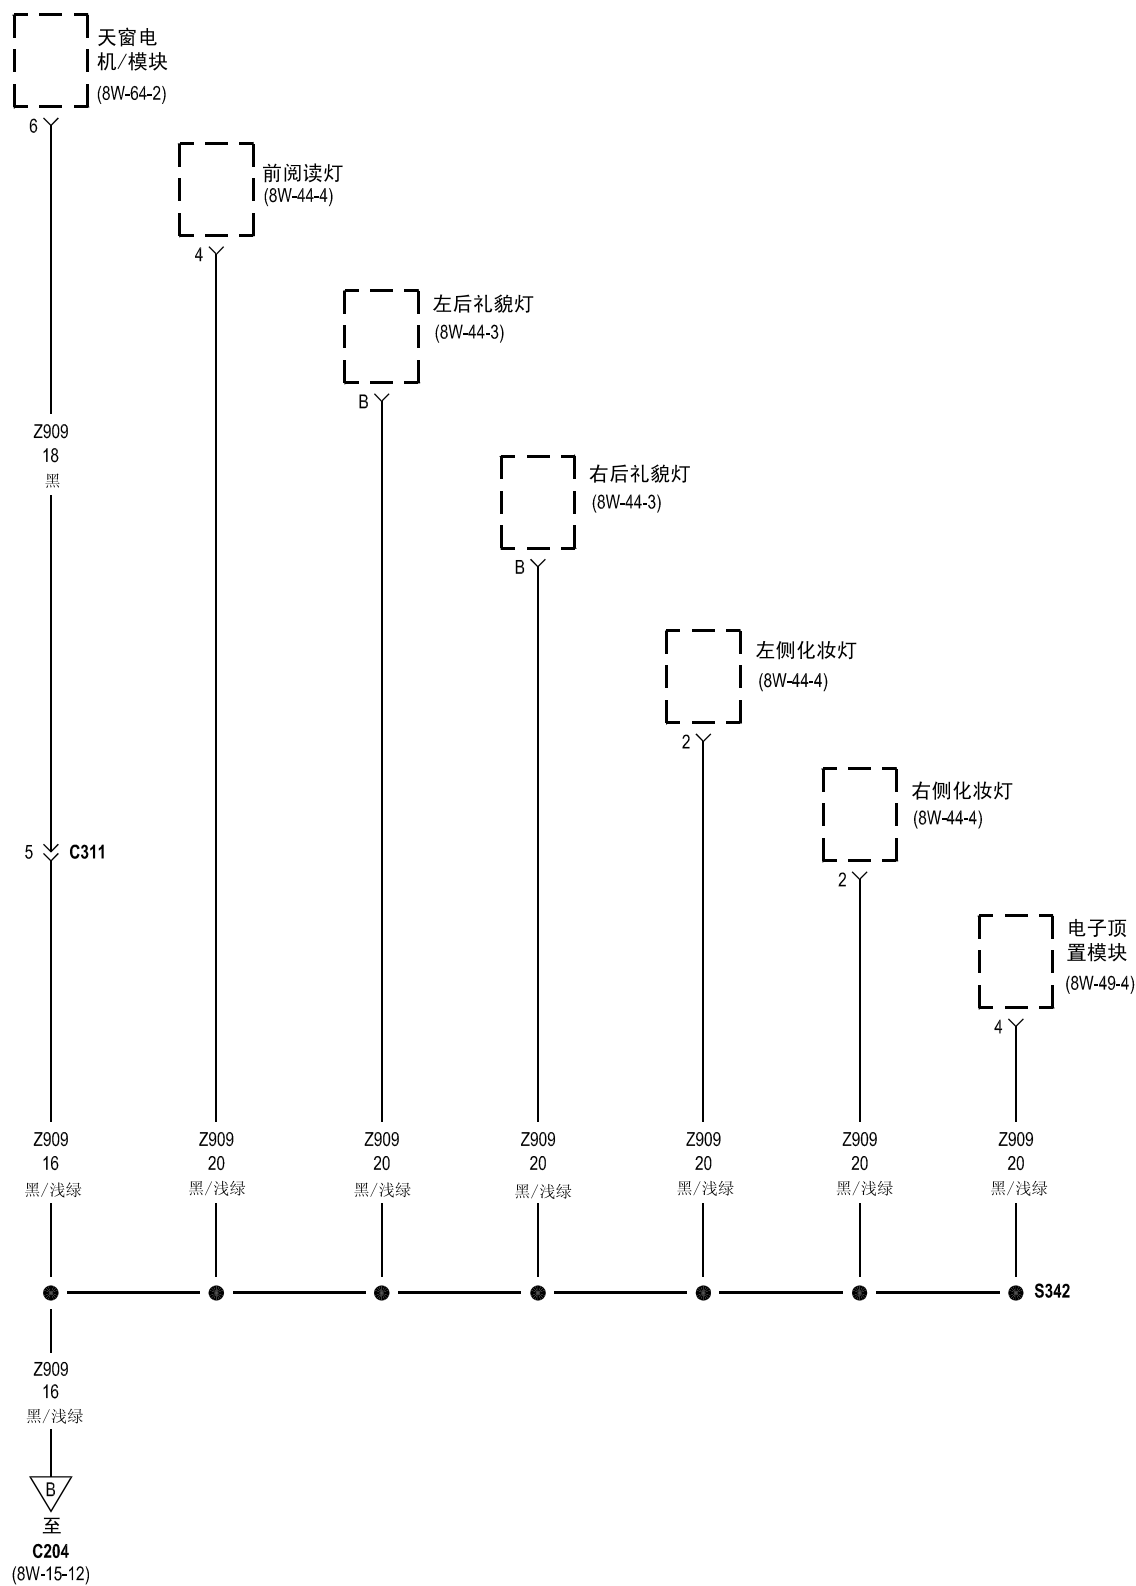 天窗电
机/模块
(8W-64-2)
6
前阅读灯
(8W-44-4)
4
左后礼貌灯
(8W-44-3)
B
Z909
18
黑
右后礼貌灯
(8W-44-3)
B
左侧化妆灯
(8W-44-4)
2
右侧化妆灯
(8W-44-4)
2
5 C311
电子顶
置模块
(8W-49-4)
4
Z909 Z909 Z909 Z909 Z909 Z909 Z909
16 20 20 20 20 20 20
黑/浅绿 黑/浅绿 黑/浅绿 黑/浅绿 黑/浅绿 黑/浅绿 黑/浅绿
S342
Z909
16
黑/浅绿
B
至
C204
(8W-15-12)